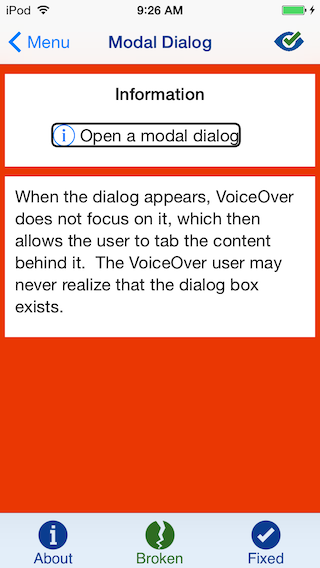 iPod 9:26 AM
Menu Modal Dialog
Information
Open a modal dialog
When the dialog appears, VoiceOver
does not focus on it, which then
allows the user to tab the content
behind it.  The VoiceOver user may
never realize that the dialog box
exists.
About Broken Fixed